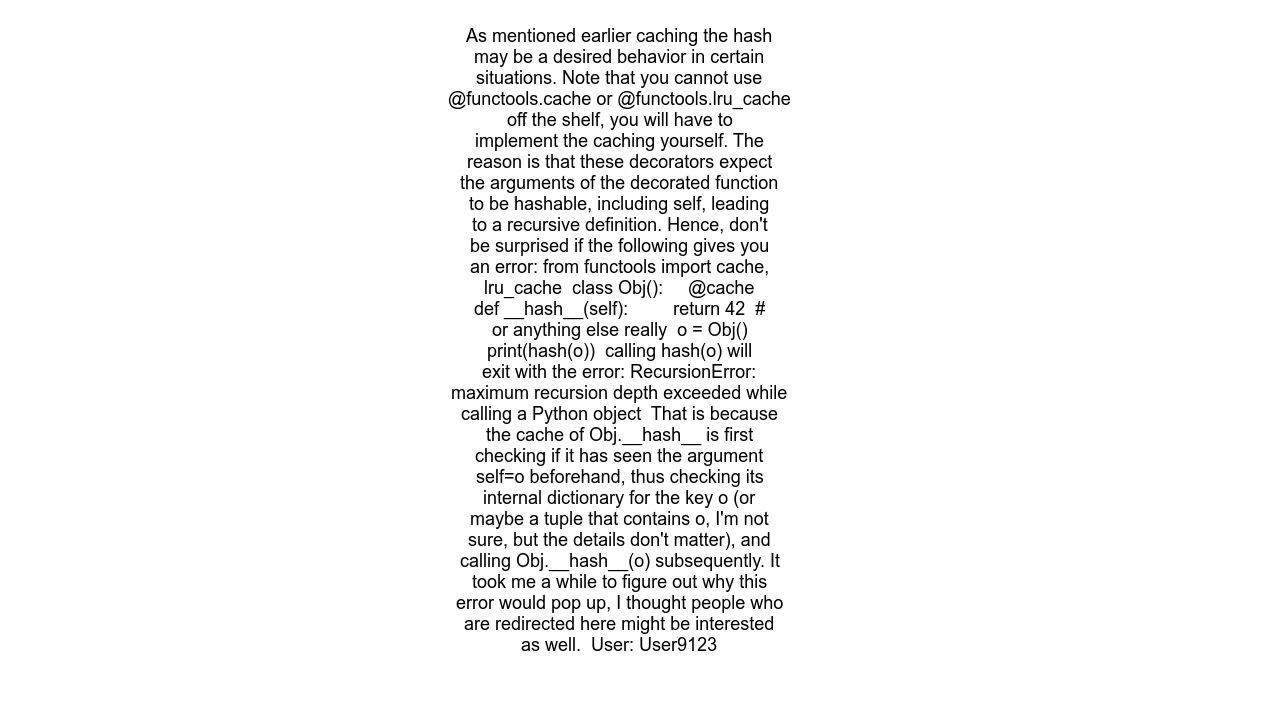 As mentioned earlier caching the hash
may be a desired behavior in certain
situations. Note that you cannot use
@functools.cache or @functools.lru_cache
off the shelf, you will have to
implement the caching yourself. The
reason is that these decorators expect
the arguments of the decorated function
to be hashable, including self, leading
to a recursive definition. Hence, don't
be surprised if the following gives you
an error: from functools import cache,
lru_cache  class Obj():     @cache
def __hash__(self):         return 42  #
or anything else really  o = Obj()
print(hash(o))  calling hash(o) will
exit with the error: RecursionError:
maximum recursion depth exceeded while
calling a Python object  That is because
the cache of Obj.__hash__ is first
checking if it has seen the argument
self=o beforehand, thus checking its
internal dictionary for the key o (or
maybe a tuple that contains o, I'm not
sure, but the details don't matter), and
calling Obj.__hash__(o) subsequently. It
took me a while to figure out why this
error would pop up, I thought people who
are redirected here might be interested
as well.  User: User9123